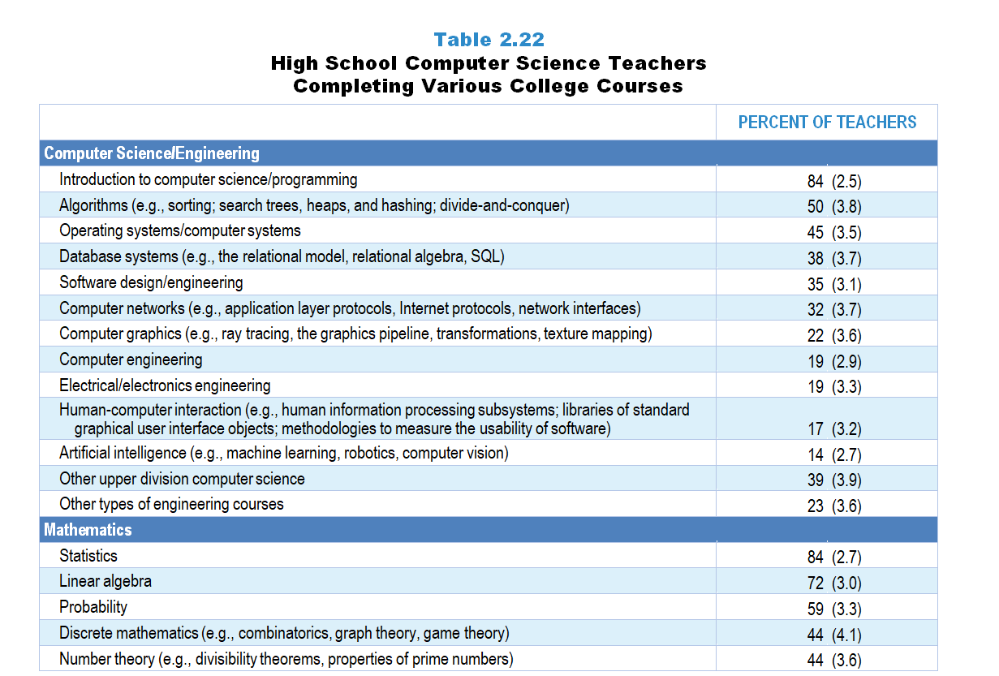 Table 2.22
High School Computer Science Teachers
Completing Various College Courses
PERCENT OF TEACHERS
Computer Science/Engineering
Introduction to computer science/programming 84 (2.5)
Algorithms (e.g., sorting; search trees, heaps, and hashing; divide-and-conquer) 50 (3.8)
Operating systems/computer systems 45 (3.5)
Database systems (e.g., the relational model, relational algebra, SQL) 38 (3.7)
Software design/engineering 35 (3.1)
Computer networks (e.g., application layer protocols, Internet protocols, network interfaces) 32 (3.7)
Computer graphics (e.g., ray tracing, the graphics pipeline, transformations, texture mapping) 22 (3.6)
Computer engineering 19 (2.9)
Electrical/electronics engineering 19 (3.3)
Human-computer interaction (e.g., human information processing subsystems; libraries of standard
graphical user interface objects; methodologies to measure the usability of software) 17 (3.2)
Artificial intelligence (e.g., machine learning, robotics, computer vision) 14 (2.7)
Other upper division computer science 39 (3.9)
Other types of engineering courses 23 (3.6)
Mathematics
Statistics 84 (2.7)
Linear algebra 72 (3.0)
Probability 59 (3.3)
Discrete mathematics (e.g., combinatorics, graph theory, game theory) 44 (4.1)
Number theory (e.g., divisibility theorems, properties of prime numbers) 44 (3.6)